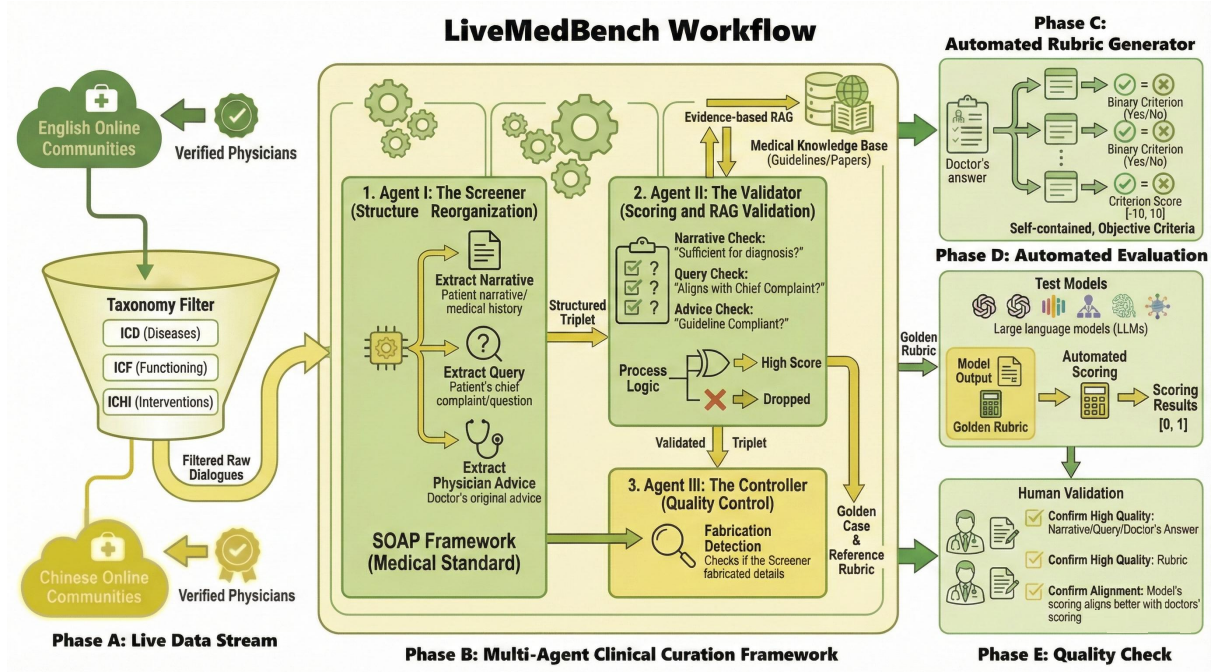 LiveMedBench Workflow
English Online
Communities
Verified Physicians
Taxonomy Filter
ICD (Diseases)
ICF (Functioning)
ICHI (Interventions)
Filtered Raw
Dialogues
Chinese Online
Communities
Verified Physicians
Phase A: Live Data Stream
1. Agent I: The Screener
(Structure Reorganization)
Extract Narrative
Patient narrative/
medical history
Extract Query
Patient's chief
complaint/question
Extract
Physician Advice
Doctor's original advice
SOAP Framework
(Medical Standard)
Structured
Triplet
Evidence-based RAG
Medical Knowledge Base
(Guidelines/Papers)
2. Agent II: The Validator
(Scoring and RAG Validation)
Narrative Check:
"Sufficient for diagnosis?"
Query Check:
"Aligns with Chief Complaint?"
Advice Check:
"Guideline Compliant?"
? 
?
?
Process
Logic
High Score
Dropped
Validated Triplet
3. Agent III: The Controller
(Quality Control)
Fabrication
Detection
Checks if the Screener
fabricated details
Golden
Case
&
Reference
Rubric
Phase B: Multi-Agent Clinical Curation Framework
Phase C:
Automated Rubric Generator
Doctor's
answer
=
Binary Criterion
(Yes/No)
=
Binary Criterion
(Yes/No)
=
Criterion Score
[-10, 10]
Self-contained, Objective Criteria
Phase D: Automated Evaluation
Golden
Rubric
Test Models
Large language models (LLMs)
Model
Output
Golden Rubric
Automated
Scoring
Scoring
Results
[0, 1]
Human Validation
Confirm High Quality:
Narrative/Query/Doctor's Answer
Confirm High Quality: Rubric
Confirm Alignment: Model's
scoring aligns better with doctors'
scoring
Phase E: Quality Check